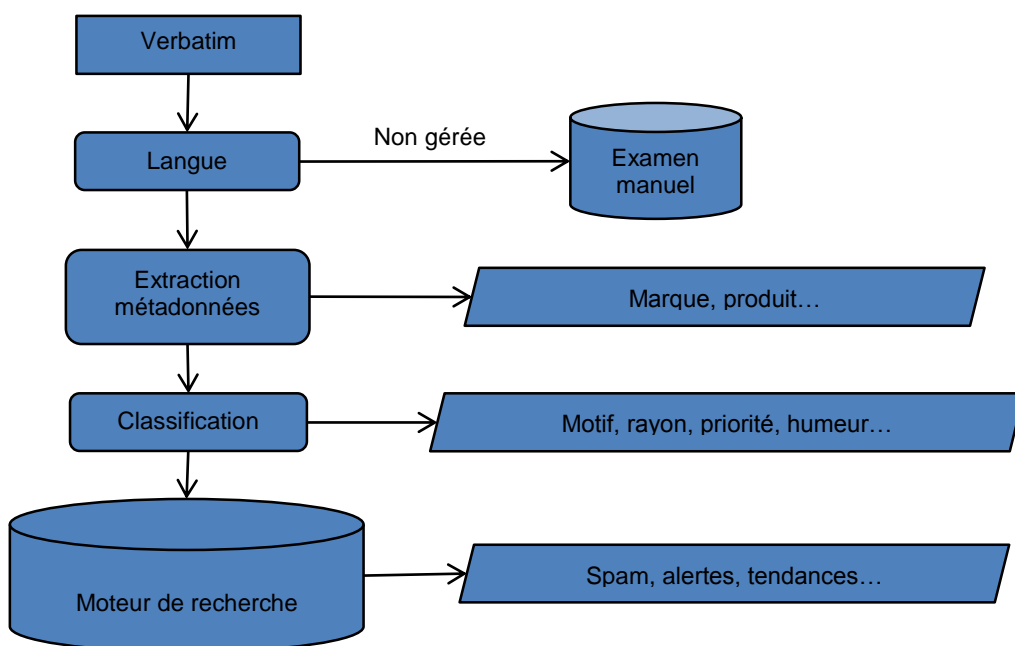 Verbatim
Langue
Non gérée
Examen
manuel
Extraction
métadonnées
Marque, produit…
Classification
Motif, rayon, priorité, humeur…
Moteur de recherche
Spam, alertes, tendances…